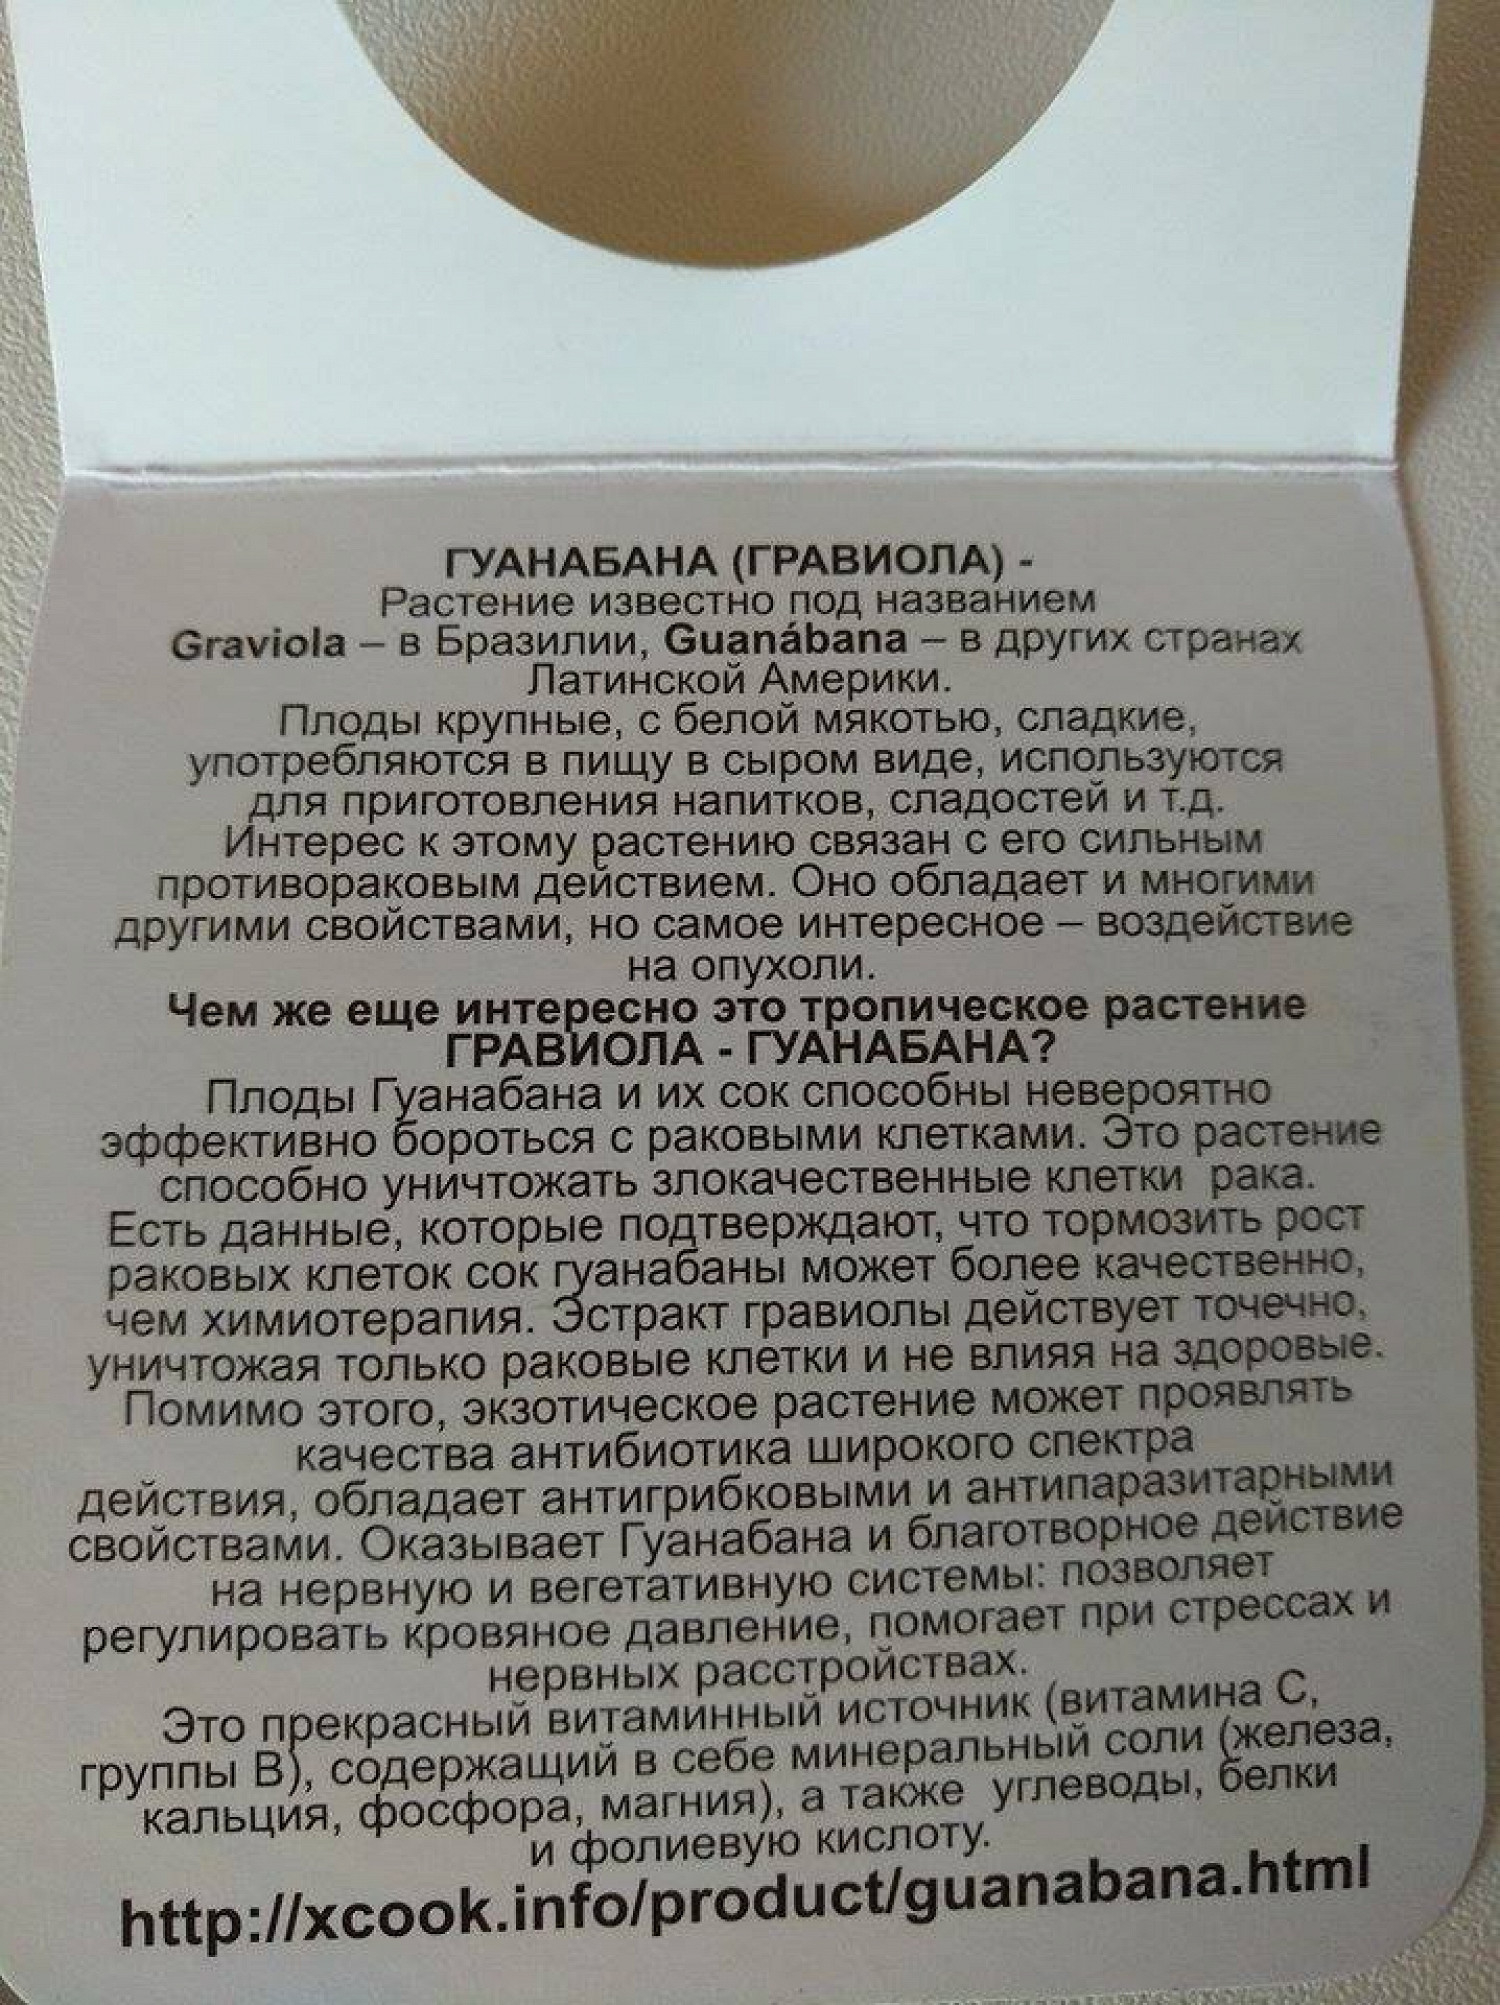 ГУАНАБАНА (ГРАВИОЛА) -
Растение известно под названием
Graviola – в Бразилии, Guanábana – в других странах
Латинской Америки.
Плоды крупные, с белой мякотью, сладкие,
употребляются в пищу в сыром виде, используются
для приготовления напитков, сладостей и т.д.
Интерес к этому растению связан с его сильным
противораковым действием. Оно обладает и многими
другими свойствами, но самое интересное – воздействие
на опухоли.
Чем же еще интересно это тропическое растение
ГРАВИОЛА - ГУАНАБАНА?
Плоды Гуанабана и их сок способны невероятно
эффективно бороться с раковыми клетками. Это растение
способно уничтожать злокачественные клетки рака.
Есть данные, которые подтверждают, что тормозить рост
раковых клеток сок гуанабаны может более качественно,
чем химиотерапия. Эстракт гравиолы действует точечно,
уничтожая только раковые клетки и не влияя на здоровые.
Помимо этого, экзотическое растение может проявлять
качества антибиотика широкого спектра
действия, обладает антигрибковыми и антипаразитарными
свойствами. Оказывает Гуанабана и благотворное действие
на нервную и вегетативную системы: позволяет
регулировать кровяное давление, помогает при стрессах и
нервных расстройствах.
Это прекрасный витаминный источник (витамина С,
группы В), содержащий в себе минеральный соли (железа,
кальция, фосфора, магния), а также углеводы, белки
и фолиевую кислоту.
http://xcook.info/product/guanabana.html